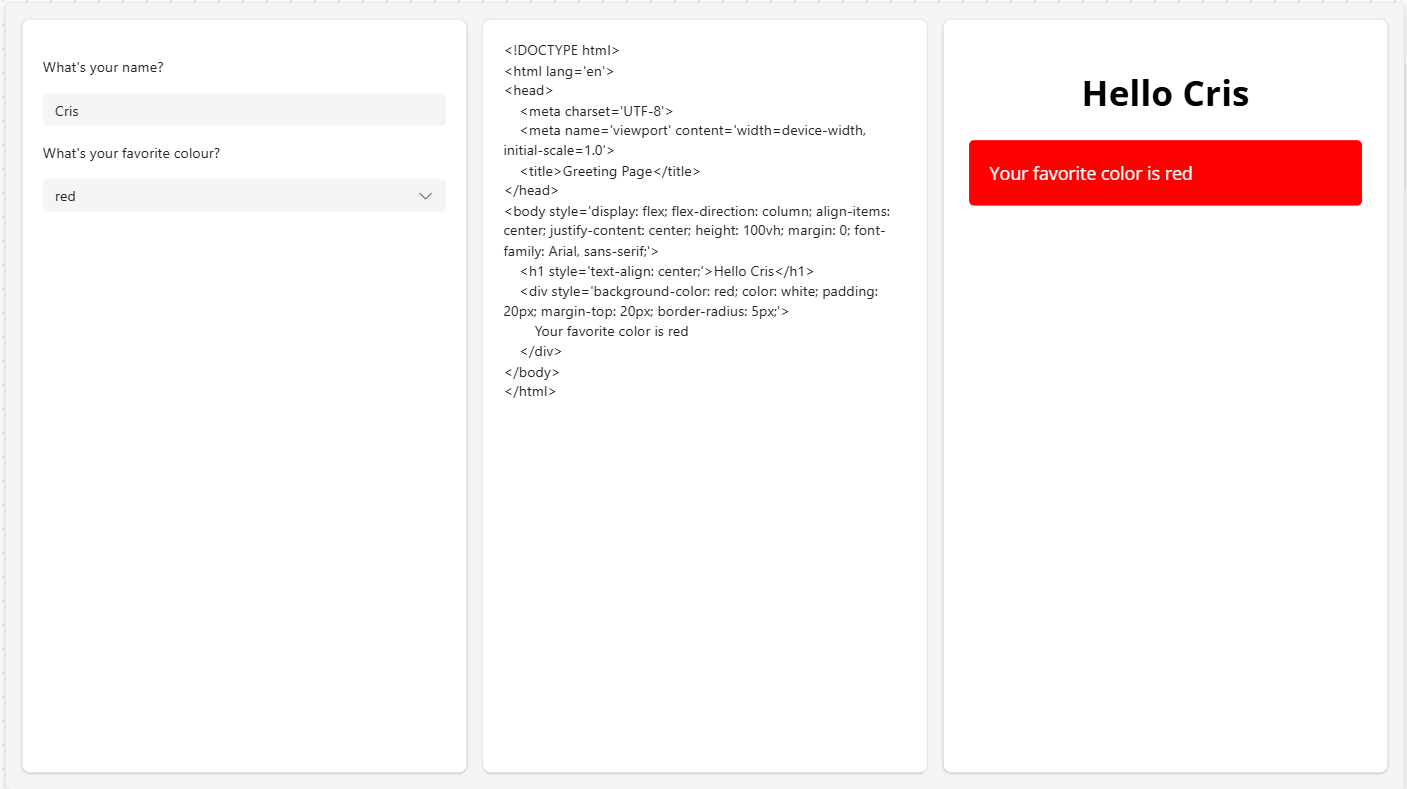 What's your name?
Cris
What's your favorite colour?
red
<!DOCTYPE html>
<html lang='en'>
<head>
<meta charset='UTF-8'>
<meta name='viewport' content='width=device-width,
initial-scale=1.0'>
<title>Greeting Page</title>
</head>
<body style='display: flex; flex-direction: column; align-items:
center; justify-content: center; height: 100vh; margin: 0; font-
family: Arial, sans-serif;'>
<h1 style='text-align: center;'>Hello Cris</h1>
<div style='background-color: red; color: white; padding:
20px; margin-top: 20px; border-radius: 5px;'>
Your favorite color is red
</div>
</body>
</html>
Hello Cris
Your favorite color is red